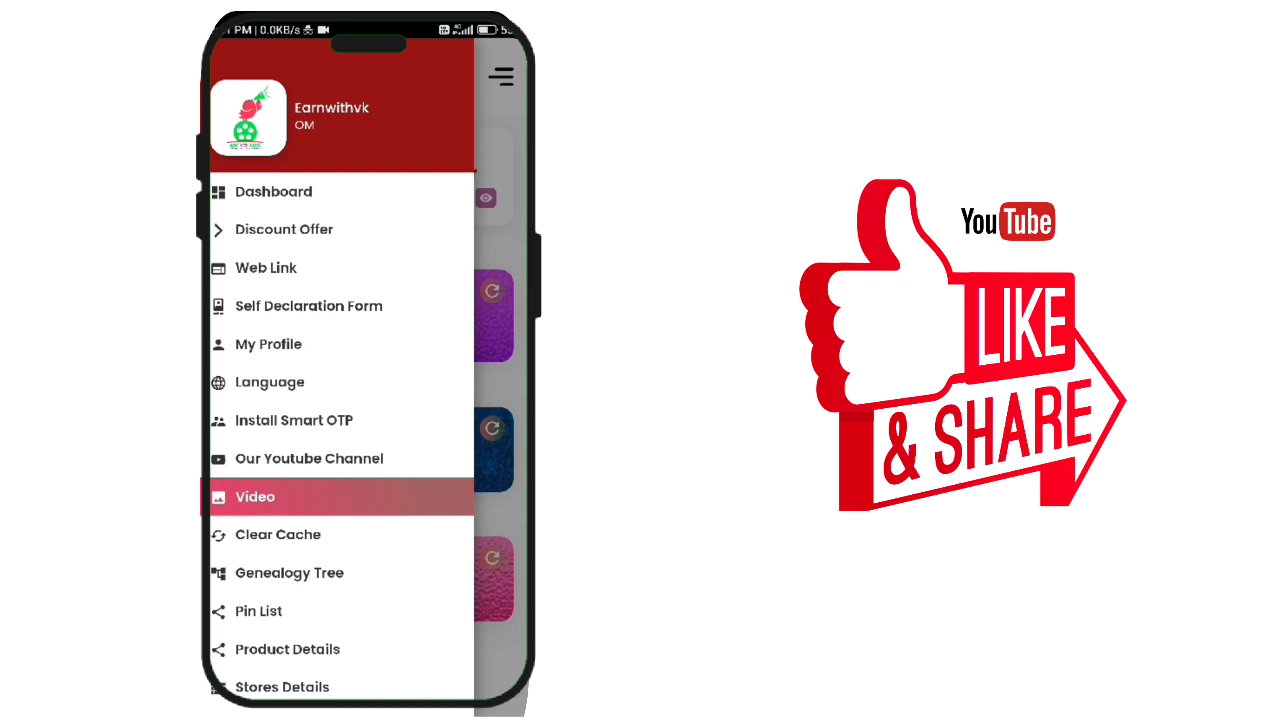 PM | 0.0KB/s
4G
Earnwithvk
OM
Dashboard
Discount Offer
Web Link
Self Declaration Form
My Profile
Language
Install Smart OTP
Our Youtube Channel
Video
Clear Cache
Genealogy Tree
Pin List
Product Details
Stores Details
YouTube
LIKE
& SHARE